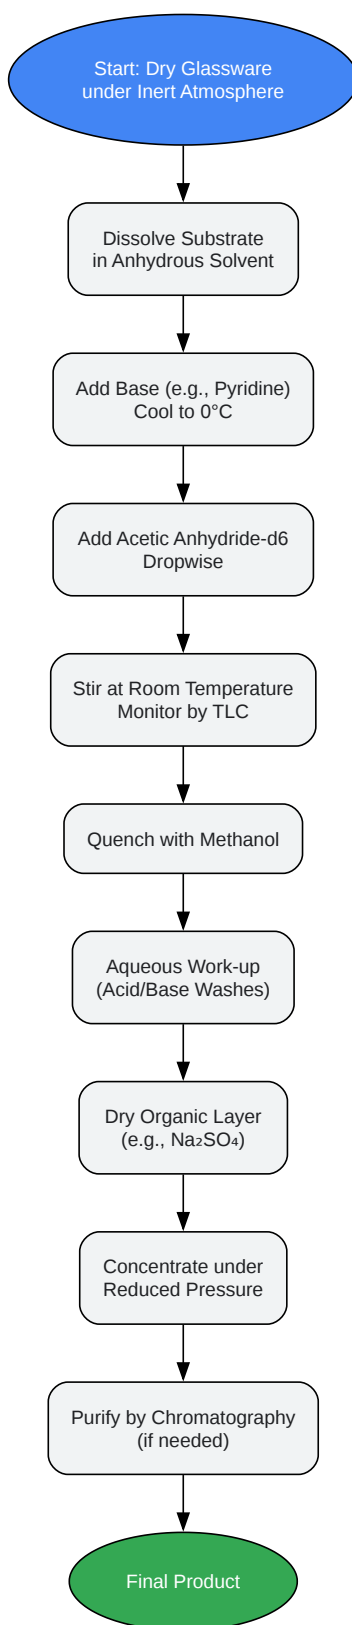 Start: Dry Glassware
under Inert Atmosphere
Dissolve Substrate
in Anhydrous Solvent
Add Base (e.g., Pyridine)
Cool to 0°C
Add Acetic Anhydride-d6
Dropwise
Stir at Room Temperature
Monitor by TLC
Quench with Methanol
Aqueous Work-up
(Acid/Base Washes)
Dry Organic Layer
(e.g., Na₂SO₄)
Concentrate under
Reduced Pressure
Purify by Chromatography
(if needed)
Final Product